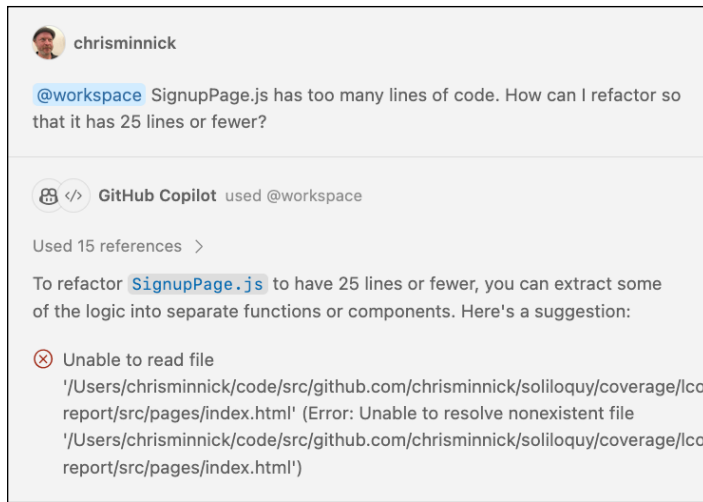 chrisminnick
@workspace SignupPage.js has too many lines of code. How can I refactor so
that it has 25 lines or fewer?
GitHub Copilot used @workspace
Used 15 references >
To refactor SignupPage.js to have 25 lines or fewer, you can extract some
of the logic into separate functions or components. Here's a suggestion:
Unable to read file
'/Users/chrisminnick/code/src/github.com/chrisminnick/soliloquy/coverage/lco
report/src/pages/index.html' (Error: Unable to resolve nonexistent file
'/Users/chrisminnick/code/src/github.com/chrisminnick/soliloquy/coverage/lco
report/src/pages/index.html')